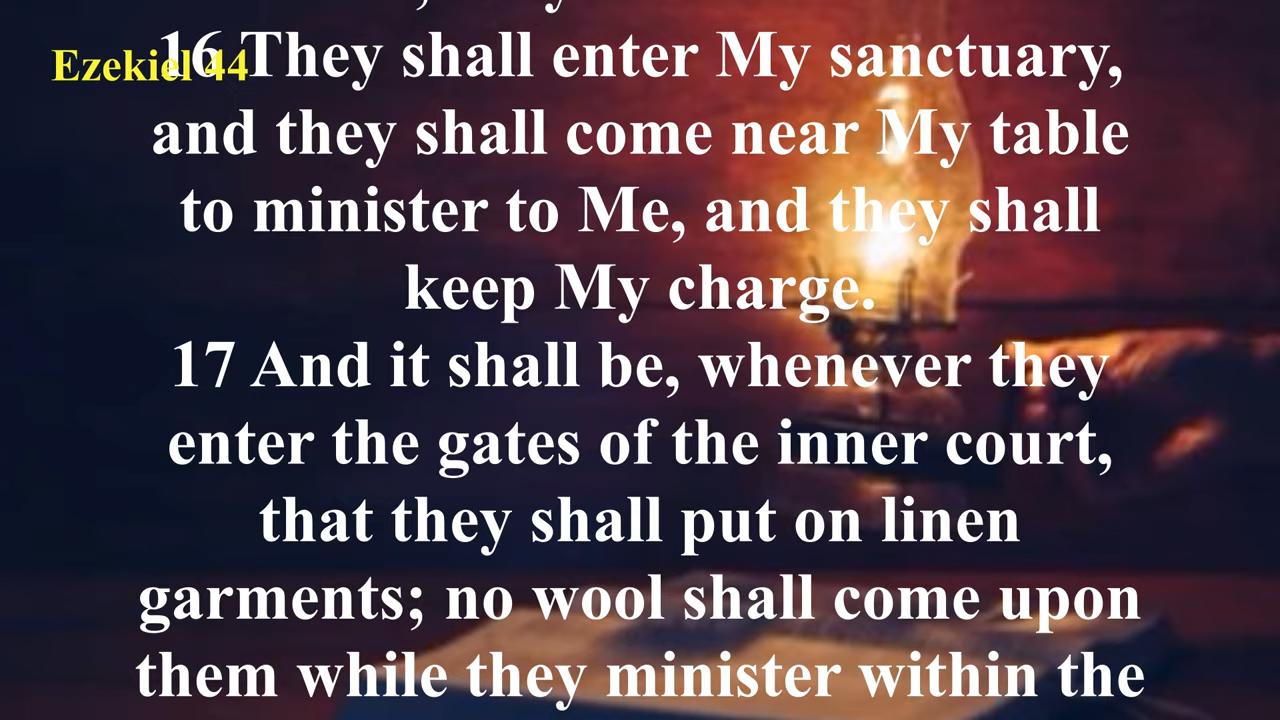 Ezekiel 44
16 They shall enter My sanctuary,
and they shall come near My table
to minister to Me, and they shall
keep My charge.
17 And it shall be, whenever they
enter the gates of the inner court,
that they shall put on linen
garments; no wool shall come upon
them while they minister within the